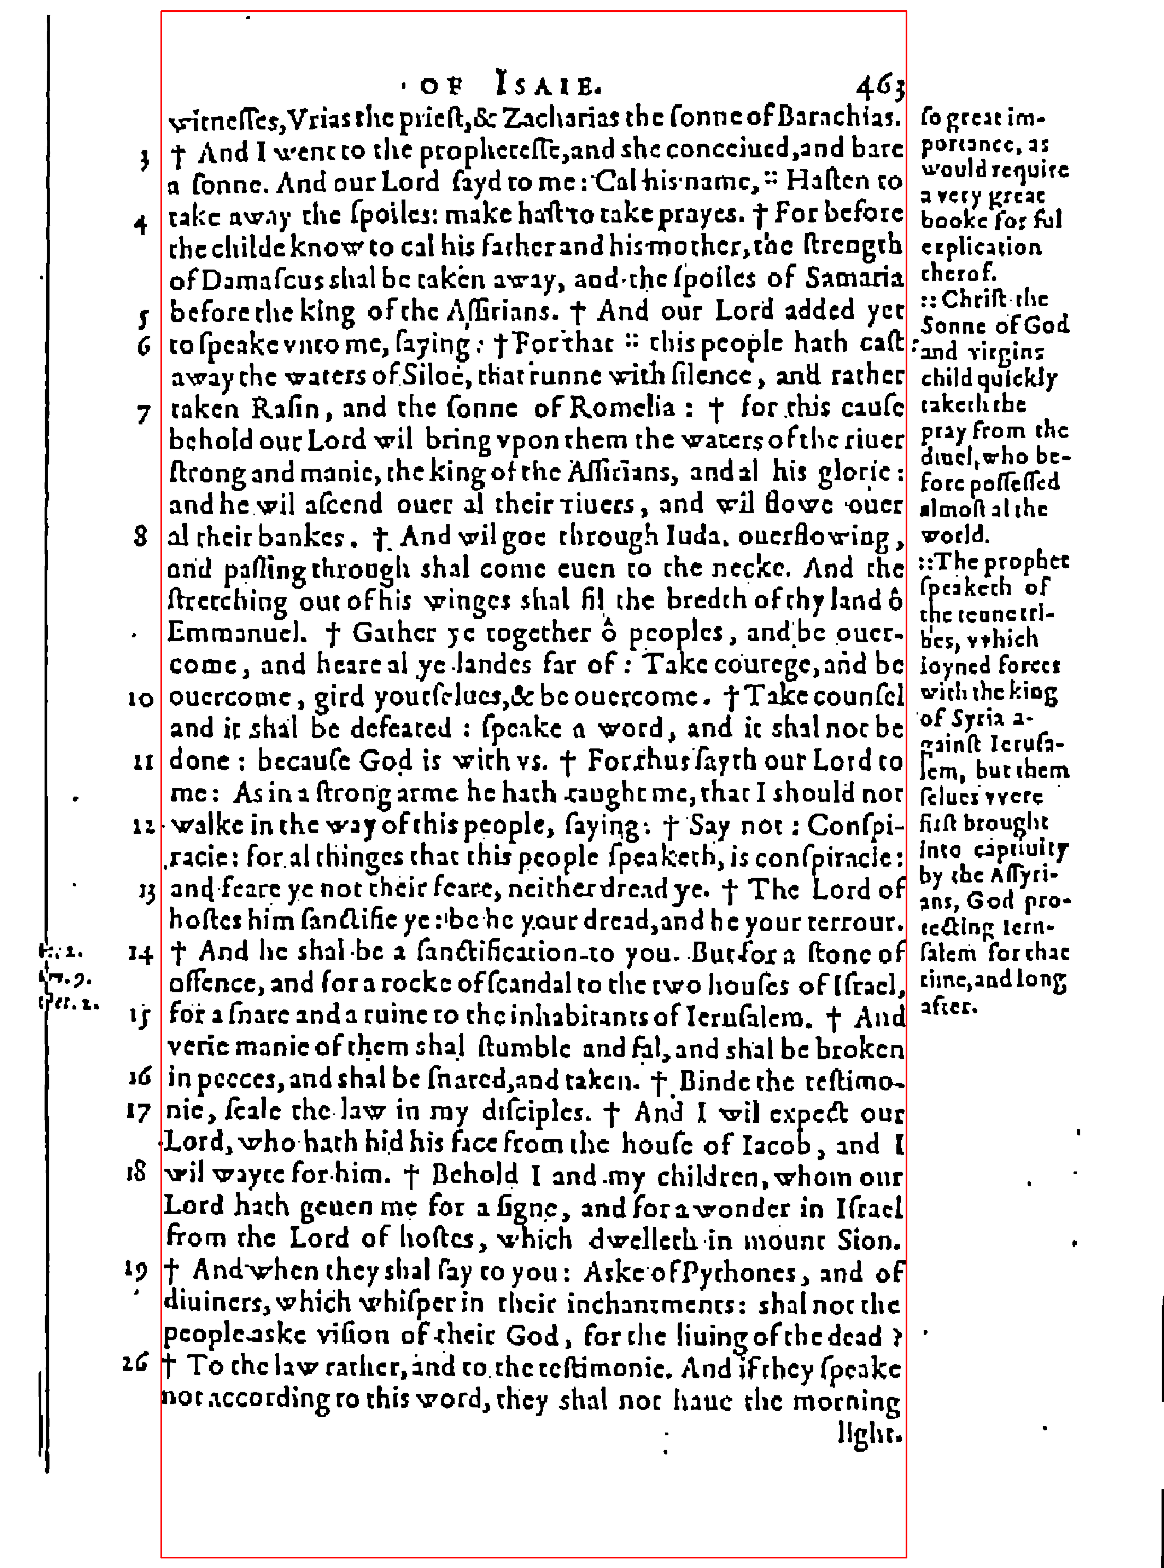 OF ISAIE. 463
witneſſes, Vrias the prieſt, & Zacharias the ſonne of Barachias.
3 † And I went to the propheteſſe, and she conceiued, and bare
a ſonne. And our Lord ſayd to me: Cal his name, :: Haſten to
4 take away the ſpoiles: make haſt to take prayes. † For before
the childe know to cal his father and his mother, the ſtrength
of Damaſcus shal be taken away, and the ſpoiles of Samaria
5 before the king of the Aſſirians. † And our Lord added yet
6 to ſpeake vnto me, ſaying: † For that :: this people hath caſt
away the waters of Siloë, that runne with ſilence, and rather
7 taken Raſin, and the ſonne of Romelia: † for this cauſe
behold our Lord wil bring vpon them the waters of the riuer
ſtrong and manie, the king of the Aſſirians, and al his glorie:
and he wil aſcend ouer al their riuers, and wil flowe ouer
8 al their bankes. † And wil goe through Iuda, ouerflowing,
and paſſing through shal come euen to the necke. And the
ſtretching out of his winges shal fil the bredth of thy land ô
Emmanuel. † Gather ye together ô peoples, and be ouer-
come, and heare al ye landes far of: Take courege, and be
10 ouercome, gird yourſelues, & be ouercome. † Take counſel
and it shal be defeated: ſpeake a word, and it shal not be
11 done: becauſe God is with vs. † For thus ſayth our Lord to
me: As in a ſtrong arme he hath taught me, that I should not
12 walke in the way of this people, ſaying: † Say not: Conſpi-
racie: for al thinges that this people ſpeaketh, is conſpiracie:
13 and feare ye not their feare, neither dread ye. † The Lord of
hoſtes him ſanctifie ye: be he your dread, and he your terrour.
14 † And he shal be a ſanctification to you. But for a ſtone of
offence, and for a rocke of ſcandal to the two houſes of Iſrael,
15 for a ſnare and a ruine to the inhabitants of Ieruſalem. † And
verie manie of them shal ſtumble and fal, and shal be broken
16 in peeces, and shal be ſnared, and taken. † Binde the teſtimo-
17 nie, ſeale the law in my diſciples. † And I wil expect our
Lord, who hath hid his face from the houſe of Iacob, and I
18 wil wayte for him. † Behold I and my children, whom our
Lord hath geuen me for a ſigne, and for a wonder in Iſrael
from the Lord of hoſtes, which dwelleth in mount Sion.
19 † And when they shal ſay to you: Aske of Pythones, and of
diuiners, which whiſper in their inchantments: shal not the
people aske viſion of their God, for the liuing of the dead?
26 † To the law rather, and to the teſtimonie. And if they ſpeake
not according to this word, they shal not haue the morning
light.
ſo great im-
portance, as
would require
a very great
booke for ful
explication
therof.
:: Chriſt the
Sonne of God
and virgins
child quickly
taketh the
pray from the
diuel, who be-
fore poſſeſſed
almoſt al the
world.
:: The prophet
ſpeaketh of
the tenne tri-
bes, vvhich
ioyned forces
with the king
of Syria a-
gainſt Ieruſa-
lem, but them
ſelues vvere
firſt brought
into captiuity
by the Aſſyri-
ans, God pro-
tecting Ieru-
ſalem for that
time, and long
after.
2.
9.
2.